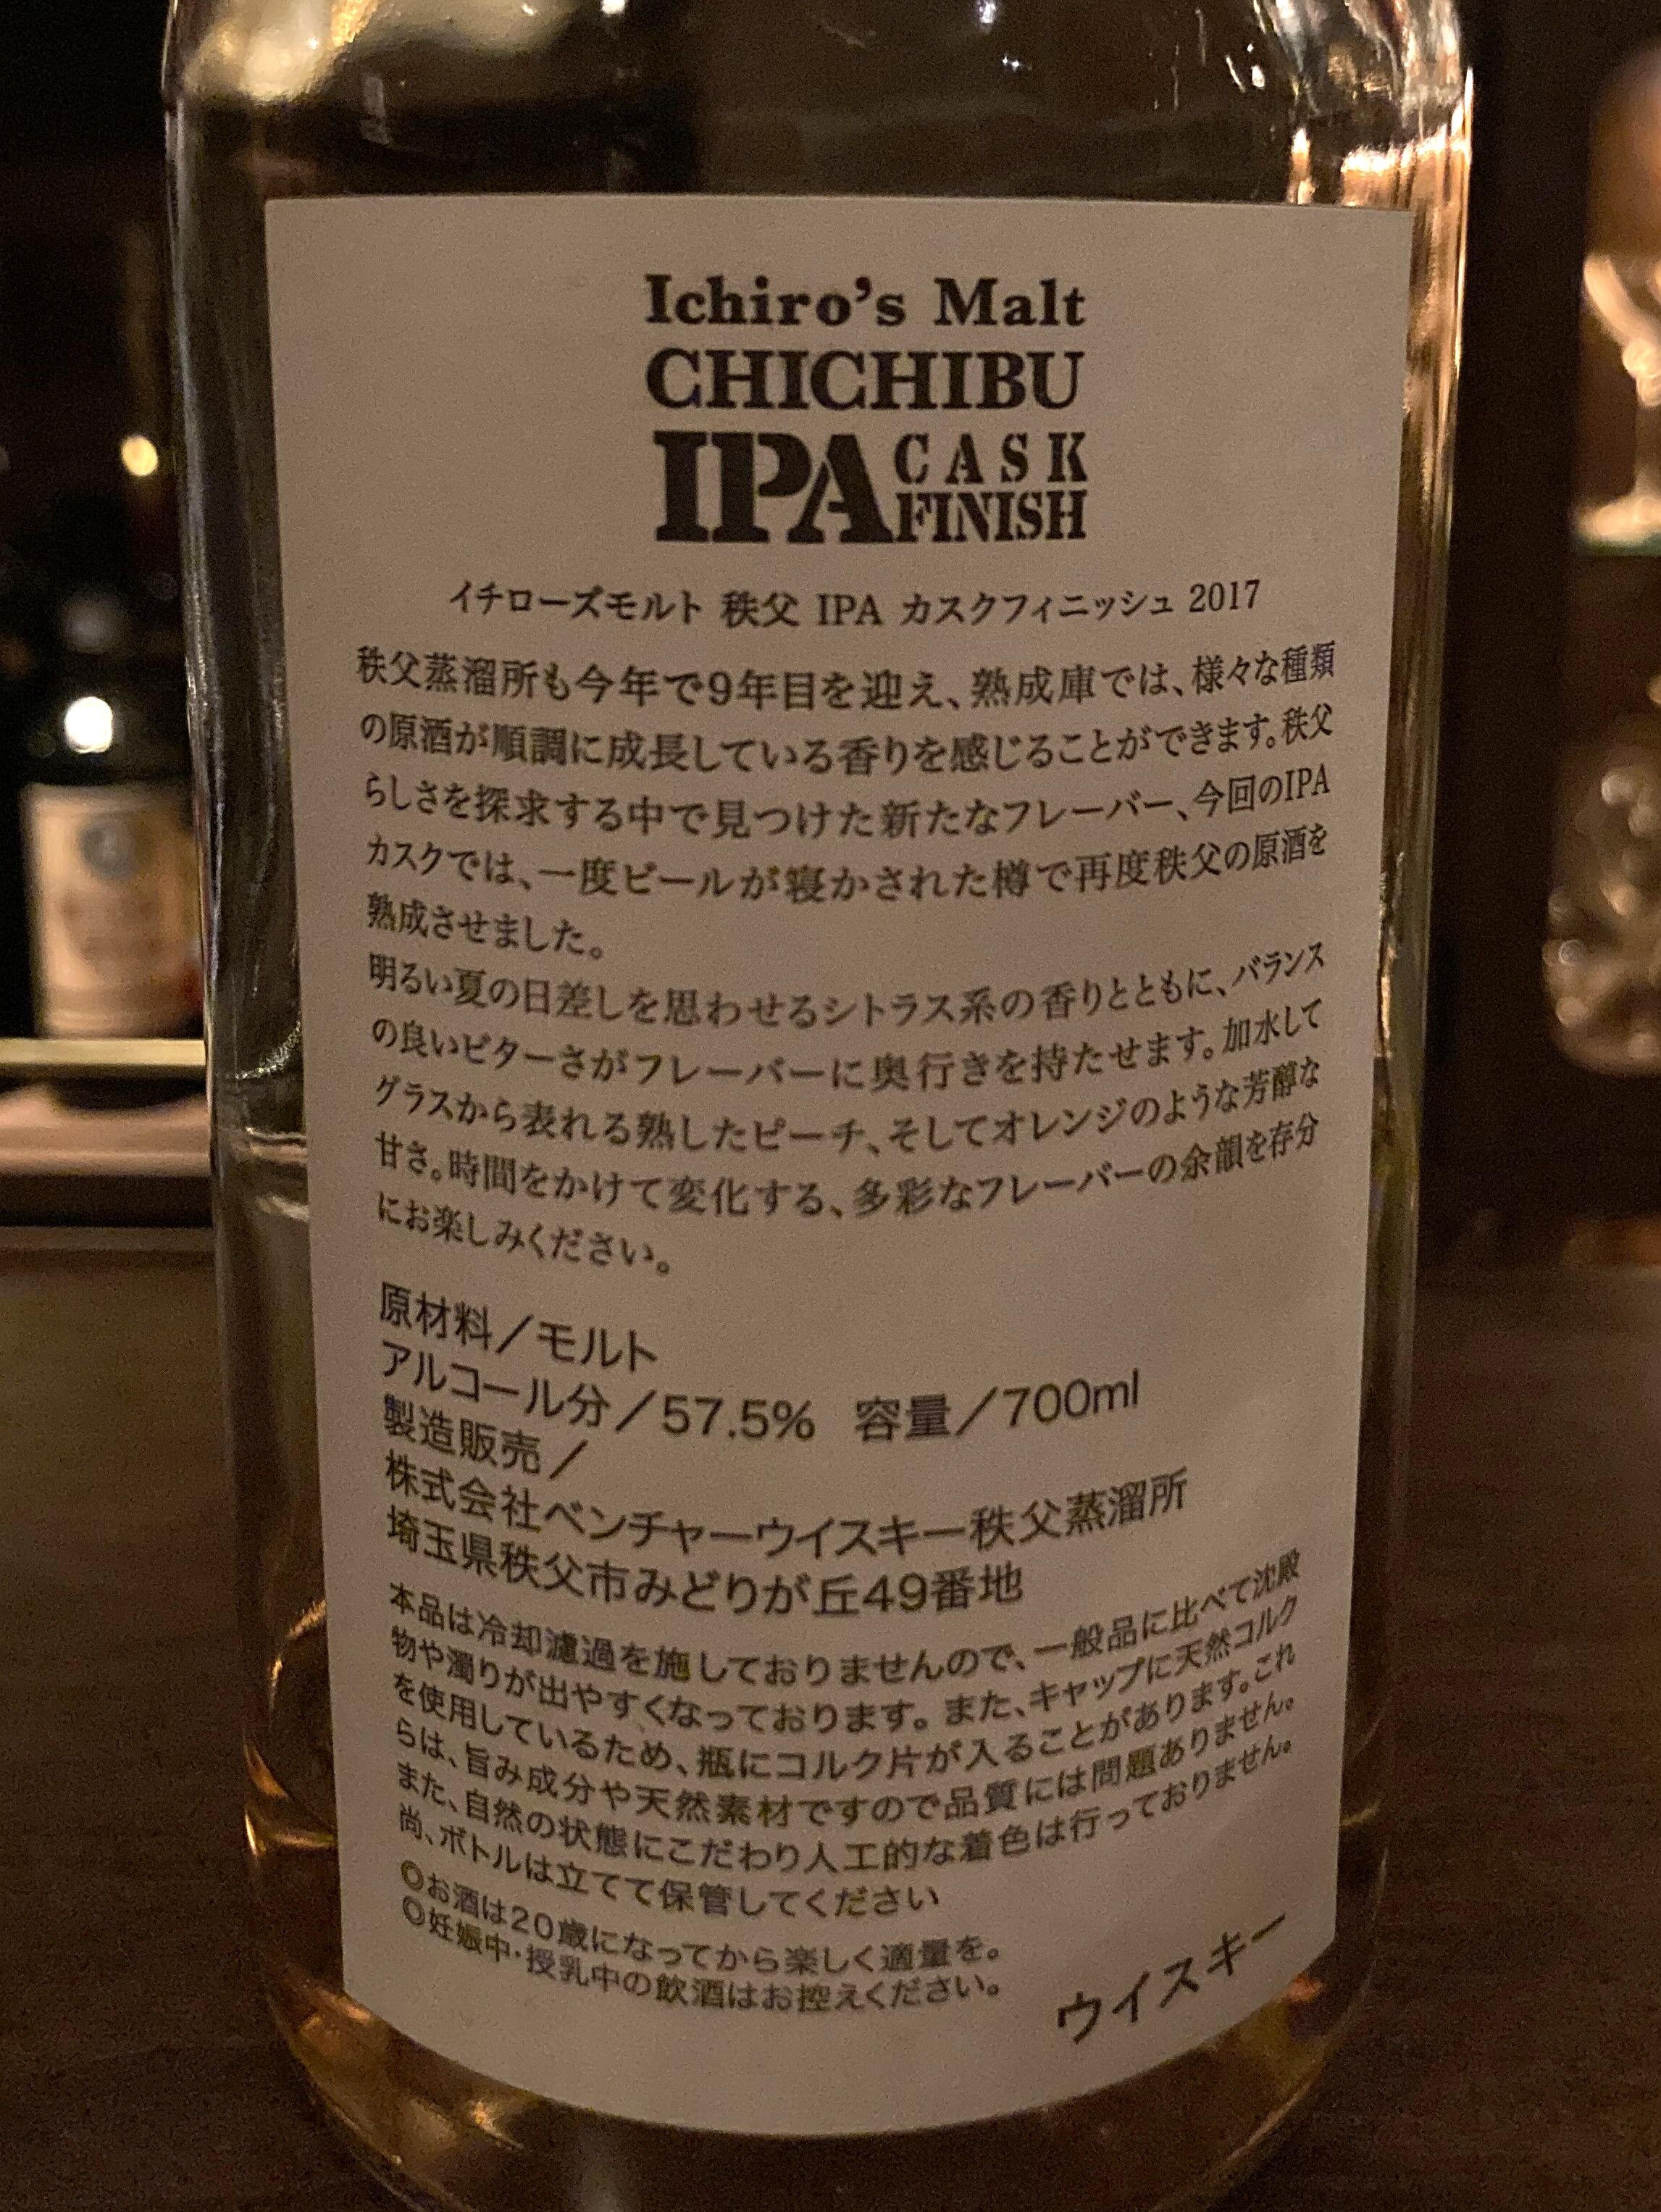 Ichiro's Malt
CHICHIBU
IPA CASK FINISH
イチローズモルト 秩父 IPA カスクフィニッシュ 2017
秩父蒸溜所も今年で9年目を迎え、熟成庫では、様々な種類
の原酒が順調に成長している香りを感じることができます。秩父
らしさを探求する中で見つけた新たなフレーバー、今回のIPA
カスクでは、一度ビールが寝かされた樽で再度秩父の原酒を
熟成させました。
明るい夏の日差しを思わせるシトラス系の香りとともに、バランス
の良いビターさがフレーバーに奥行きを持たせます。加水して
グラスから表れる熟したピーチ、そしてオレンジのような芳醇な
甘さ。時間をかけて変化する、多彩なフレーバーの余韻を存分
にお楽しみください。
原材料／モルト
アルコール分／57.5% 容量／700ml
製造販売／
株式会社ベンチャーウイスキー秩父蒸溜所
埼玉県秩父市みどりが丘49番地
本品は冷却濾過を施しておりませんので、一般品に比べて沈殿
物や濁りが出やすくなっております。また、キャップに天然コルク
を使用しているため、瓶にコルク片が入ることがあります。これ
らは、旨み成分や天然素材ですので品質には問題ありません。
また、自然の状態にこだわり人工的な着色は行っておりません。
尚、ボトルは立てて保管してください
◎お酒は20歳になってから楽しく適量を。
◎妊娠中・授乳中の飲酒はお控えください。
ウイスキー